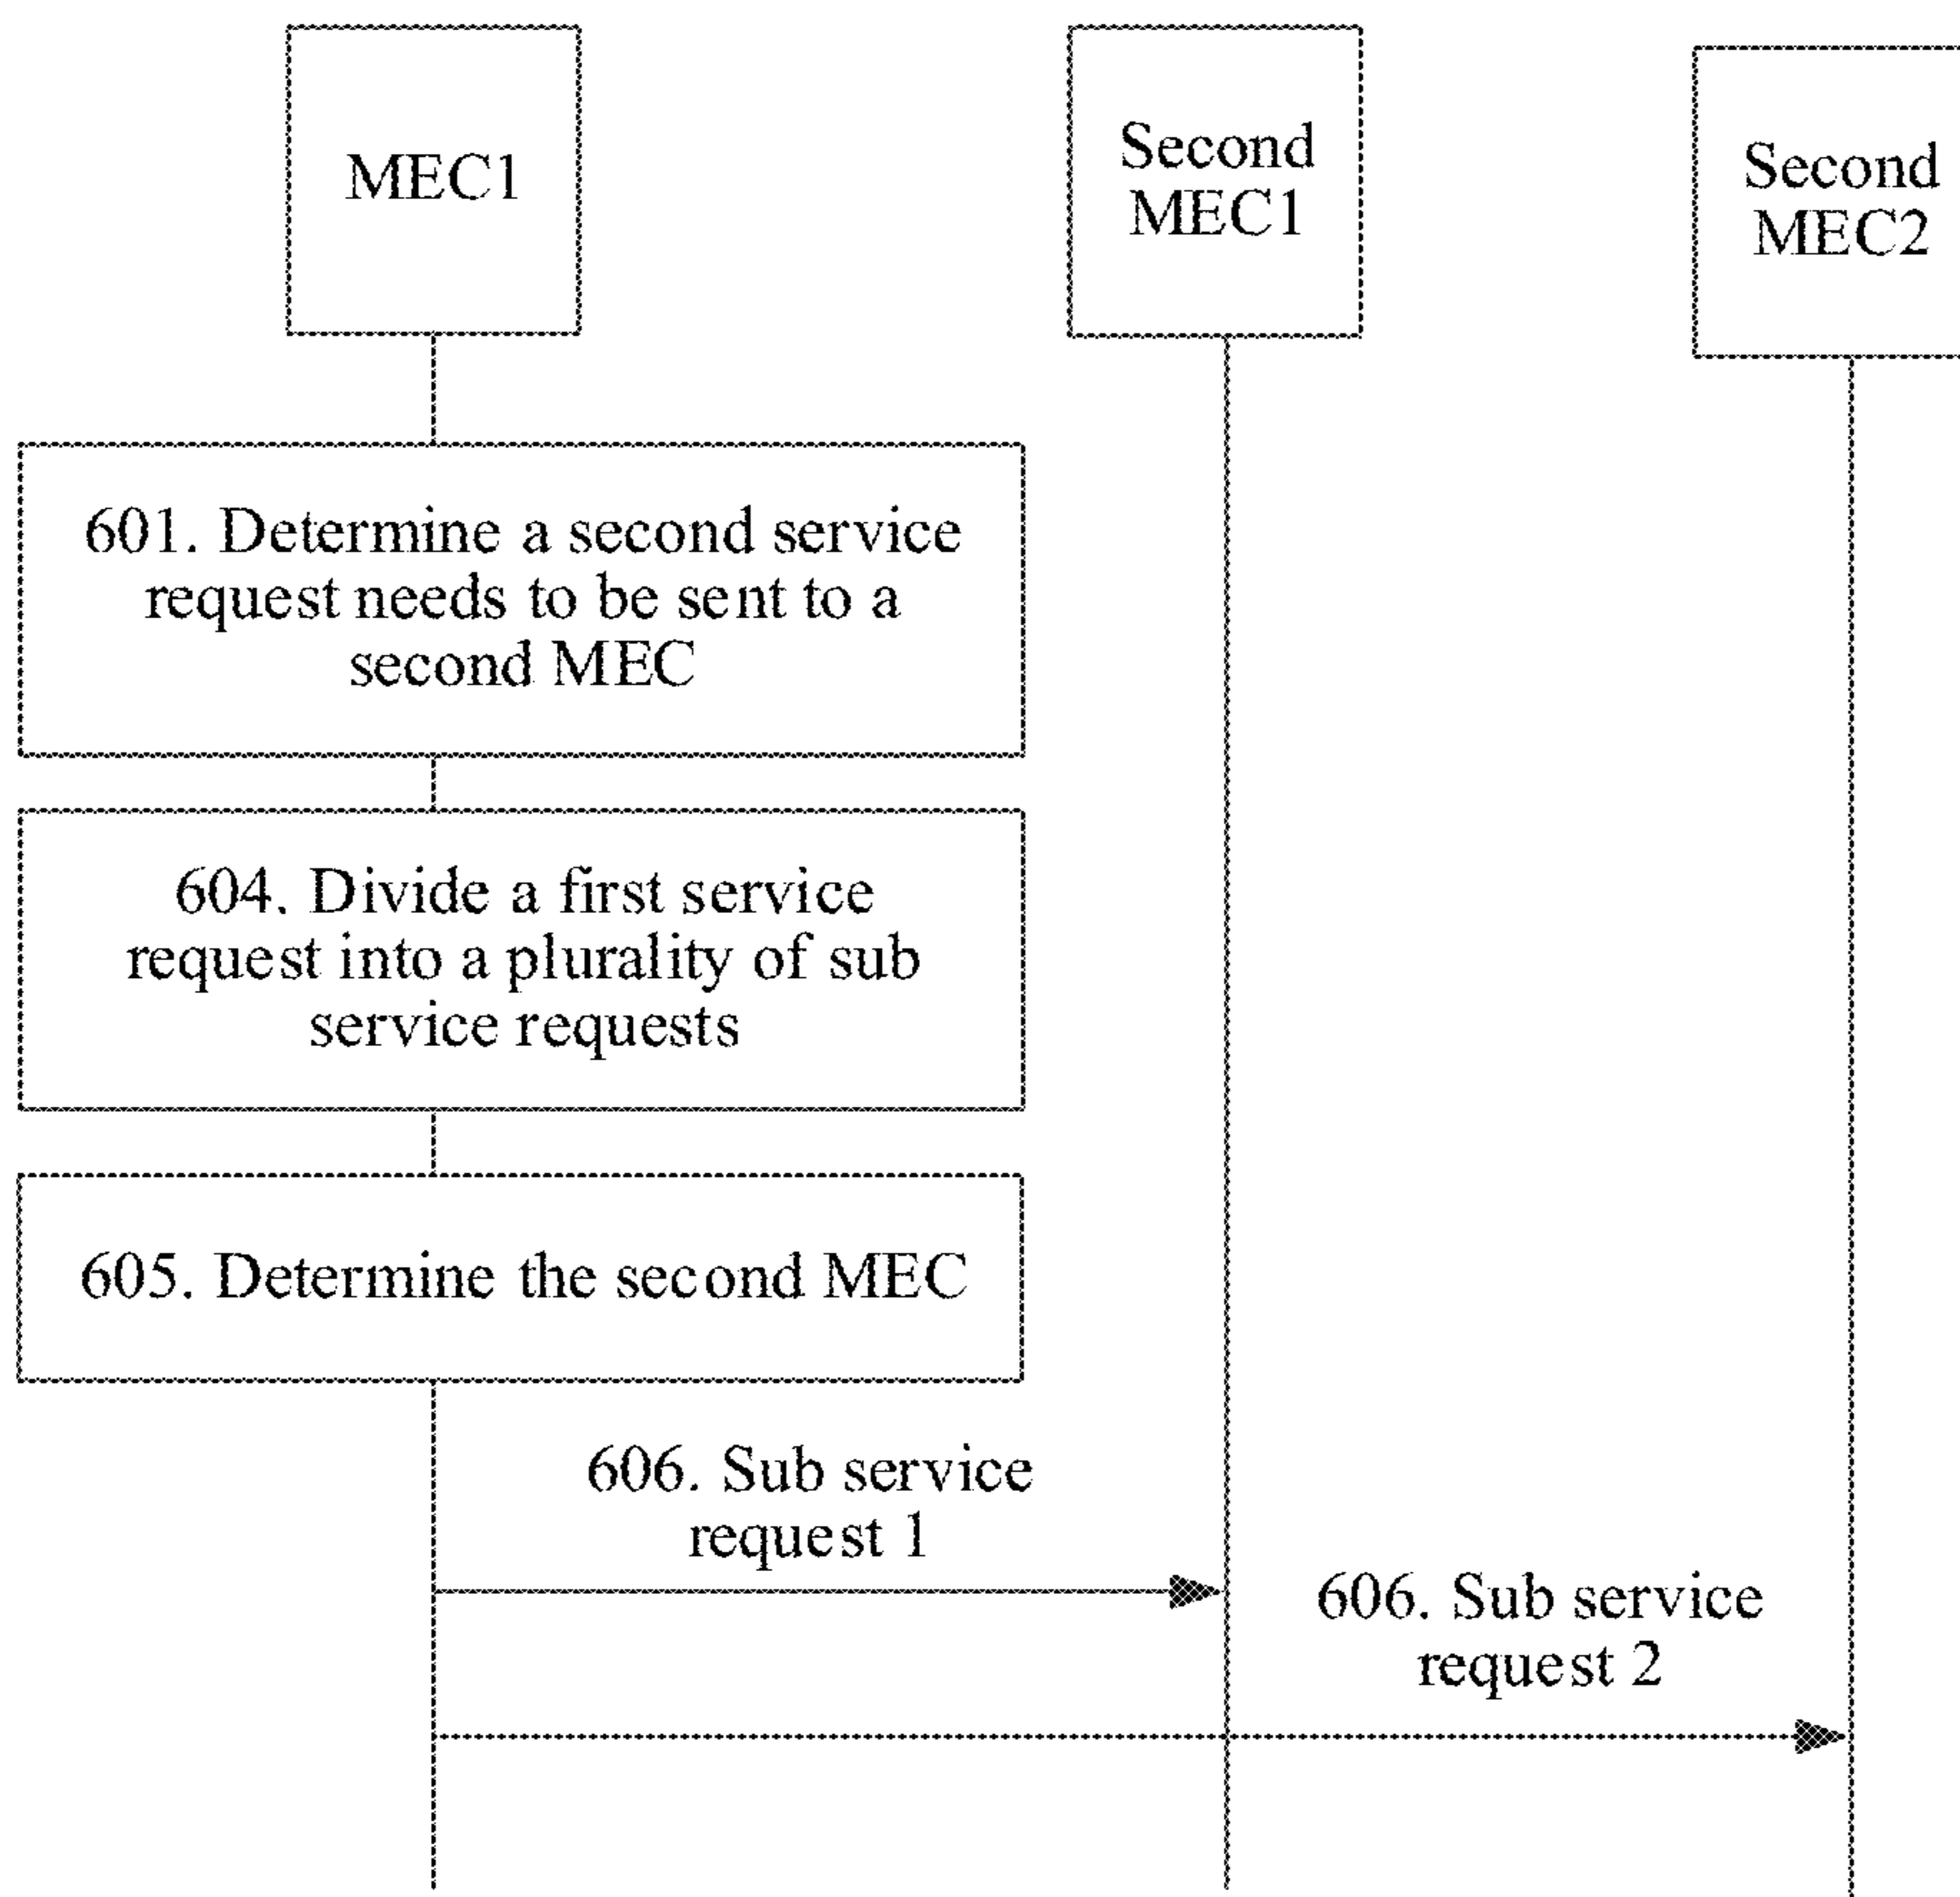 MEC1
Second
MEC1
Second
MEC2
601. Determine a second service
request needs to be sent to a
second MEC
604. Divide a first service
request into a plurality of sub
service requests
605. Determine the second MEC
606. Sub service
request 1
606. Sub service
request 2